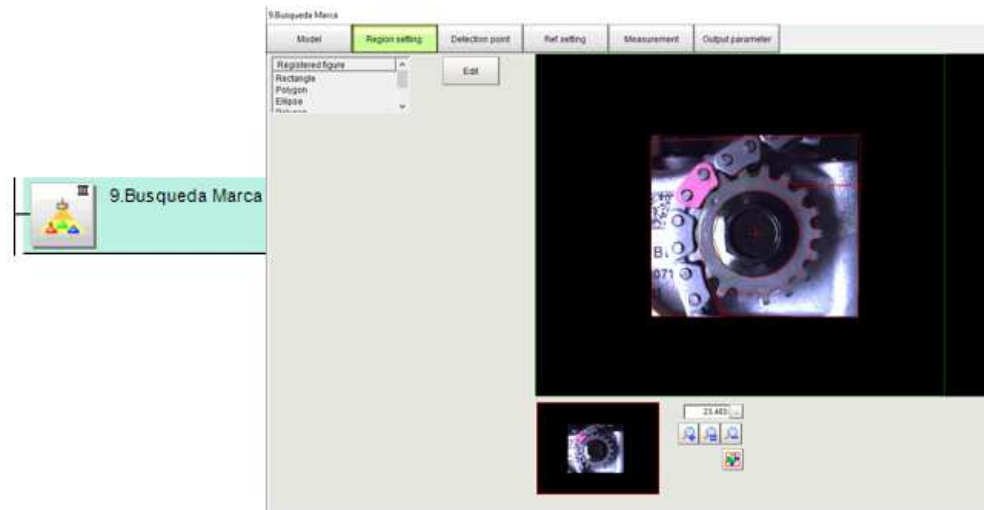 9.Busqueda Marca
Model
Region setting
Detection point
Ref.setting
Measurement
Output parameter
Registered figure
Edit
Rectangle
Polygon
Ellipse
9.Busqueda Marca
B
071
23.403